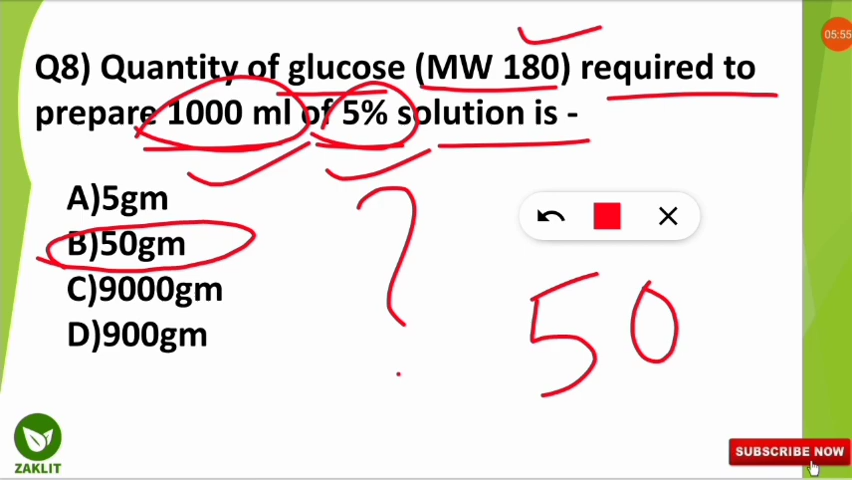 05:55
Q8) Quantity of glucose (MW 180) required to
prepare 1000 ml of 5% solution is -
A)5gm
B)50gm
C)9000gm
D)900gm
?
50
ZAKLIT
SUBSCRIBE NOW